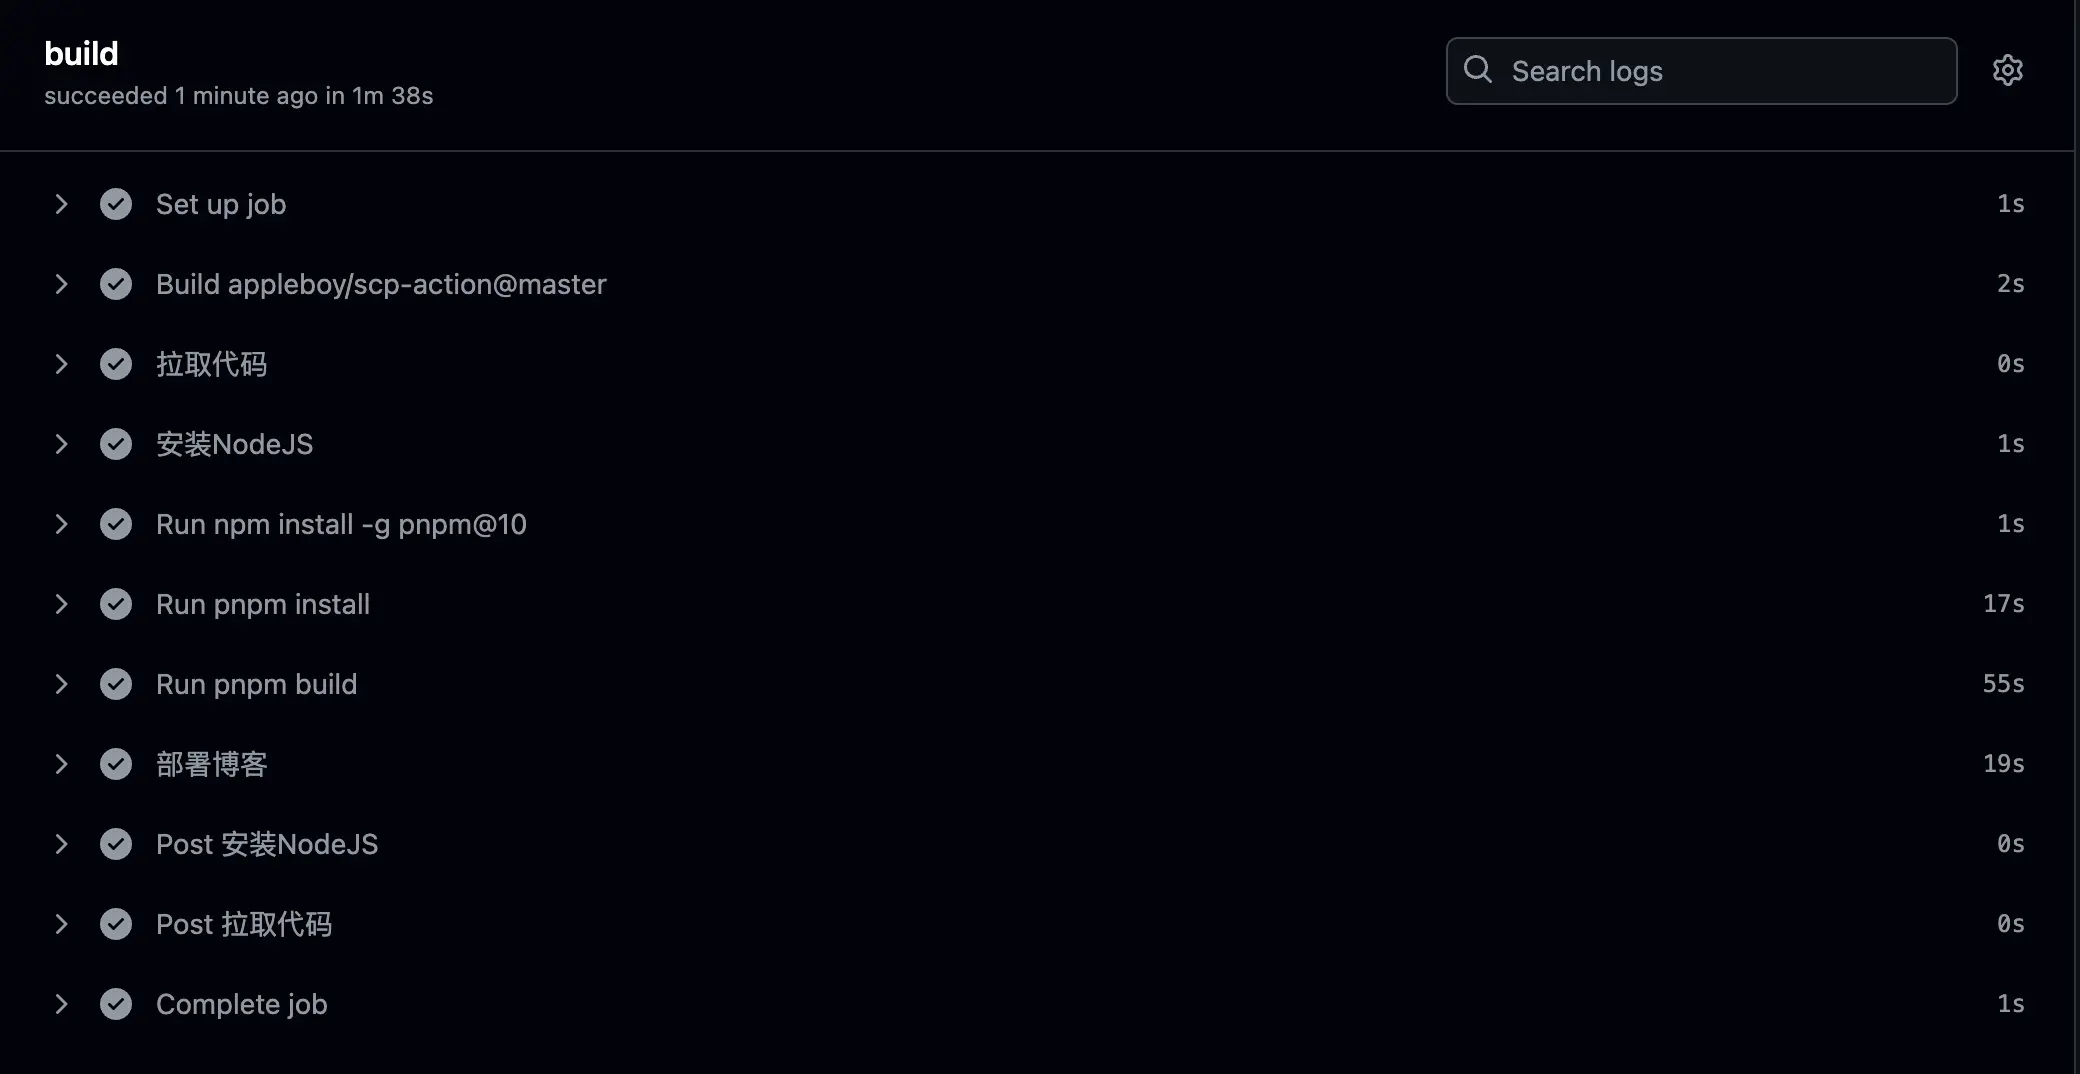 build
succeeded 1 minute ago in 1m 38s
Search logs
Set up job 1s
Build appleboy/scp-action@master 2s
拉取代码 0s
安装NodeJS 1s
Run npm install -g pnpm@10 1s
Run pnpm install 17s
Run pnpm build 55s
部署博客 19s
Post 安装NodeJS 0s
Post 拉取代码 0s
Complete job 1s